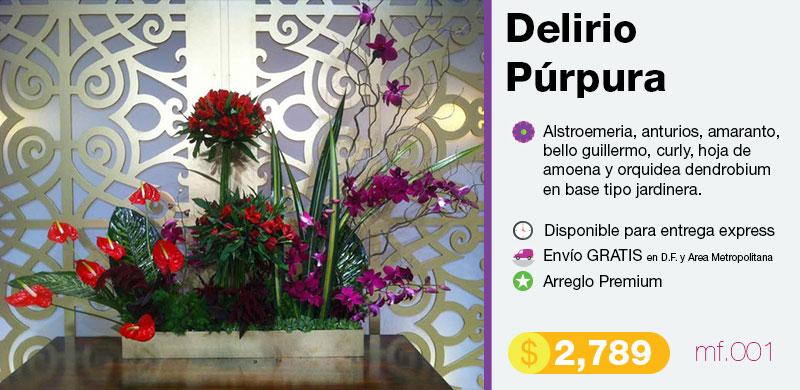 Delirio
Púrpura
Alstroemeria, anturios, amaranto,
bello guillermo, curly, hoja de
amoena y orquidea dendrobium
en base tipo jardinera.
Disponible para entrega express
Envío GRATIS en D.F. y Area Metropolitana
Arreglo Premium
$ 2,789 mf.001